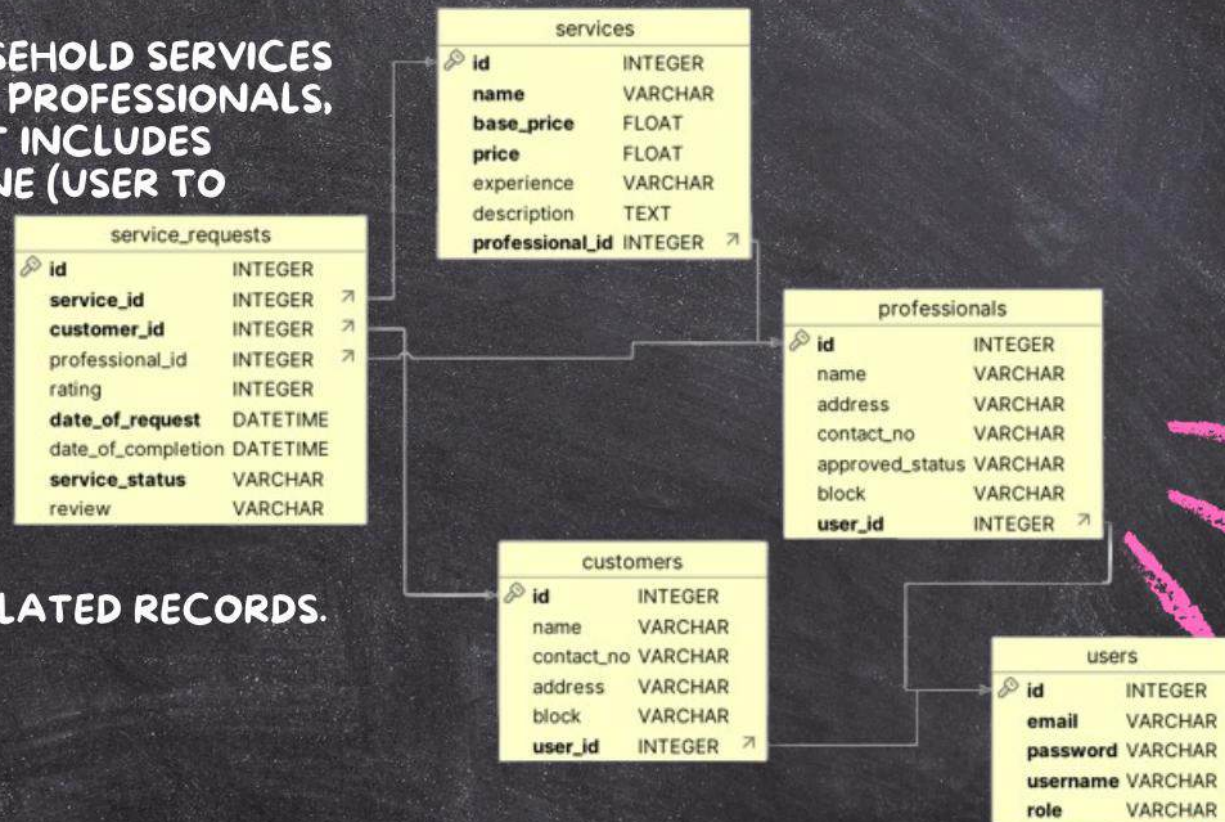 SEHOLD SERVICES
PROFESSIONALS,
T INCLUDES
NE (USER TO
LATED RECORDS.
services
id INTEGER
name VARCHAR
base_price FLOAT
price FLOAT
experience VARCHAR
description TEXT
professional_id INTEGER
service_requests
id INTEGER
service_id INTEGER
customer_id INTEGER
professional_id INTEGER
rating INTEGER
date_of_request DATETIME
date_of_completion DATETIME
service_status VARCHAR
review VARCHAR
professionals
id INTEGER
name VARCHAR
address VARCHAR
contact_no VARCHAR
approved_status VARCHAR
block VARCHAR
user_id INTEGER
customers
id INTEGER
name VARCHAR
contact_no VARCHAR
address VARCHAR
block VARCHAR
user_id INTEGER
users
id INTEGER
email VARCHAR
password VARCHAR
username VARCHAR
role VARCHAR